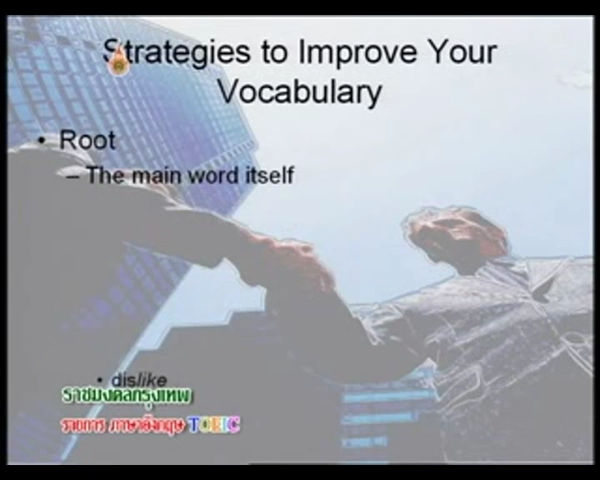 Strategies to Improve Your
Vocabulary
• Root
– The main word itself
• dislike
ราชมงคลกรุงเทพ
รายการ ภาษาอังกฤษ TOEIC